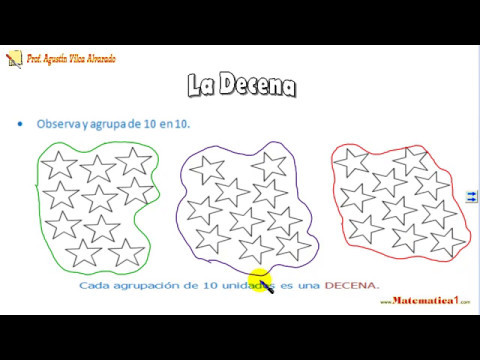 Prof. Agustín Vilca Alvarado
La Decena
• Observa y agrupa de 10 en 10.
Cada agrupación de 10 unidades es una DECENA.
www.Matematica1.com